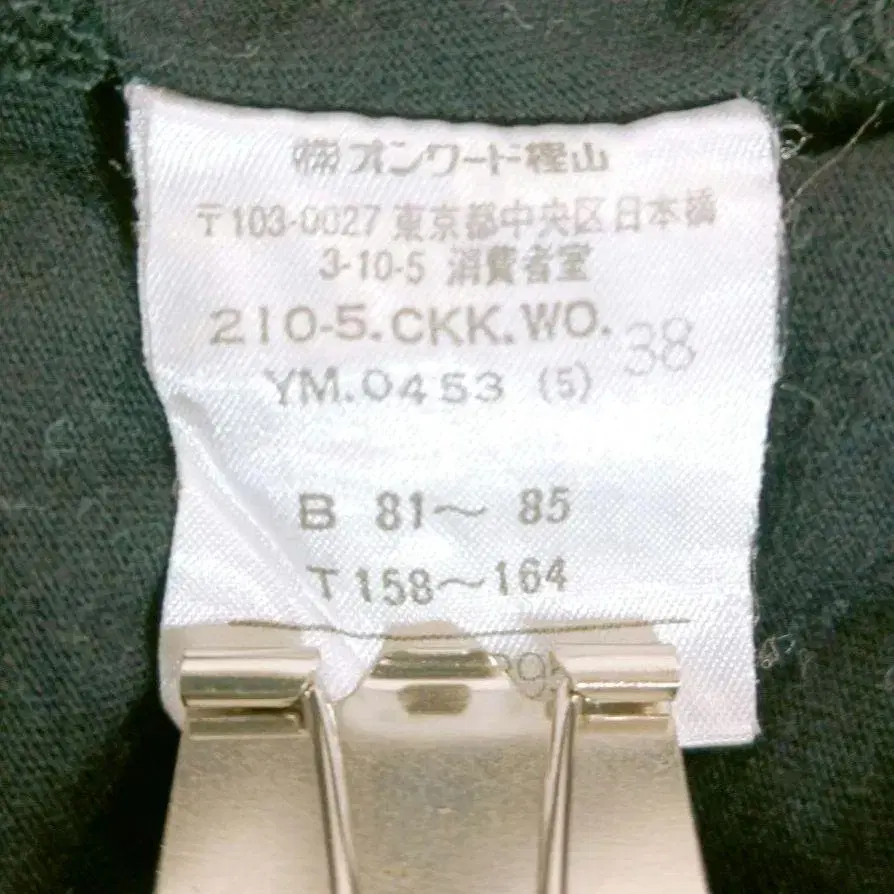 ㈱オンワード樫山
〒103-0027 東京都中央区日本橋
3-10-5 消費者室
210-5.CKK.WO. 38
YM.0453 (5)
B 81〜 85
T 158〜164